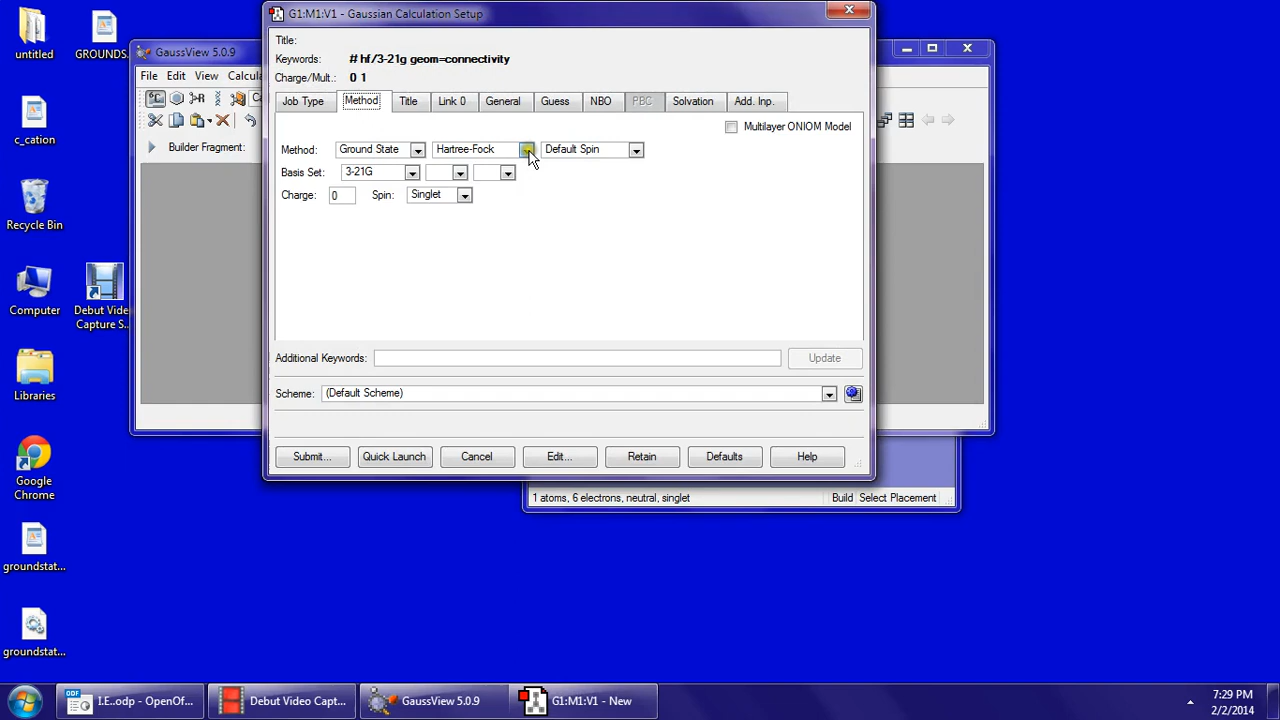 G1:M1:V1 - Gaussian Calculation Setup
Title:
Keywords: # hf/3-21g geom=connectivity
Charge/Mult.: 0 1
Job Type Method Title Link 0 General Guess NBO PBC Solvation Add. Inp.
Multilayer ONIOM Model
Method: Ground State Hartree-Fock Default Spin
Basis Set: 3-21G
Charge: 0 Spin: Singlet
Additional Keywords: Update
Scheme: (Default Scheme)
Submit... Quick Launch Cancel Edit... Retain Defaults Help
GaussView 5.0.9
File Edit View Calcula
Builder Fragment:
1 atoms, 6 electrons, neutral, singlet Build Select Placement
untitled
GROUNDS.
c_cation
Recycle Bin
Computer
Debut Video
Capture S...
Libraries
Google
Chrome
groundstat...
groundstat...
I.E..odp - OpenOf...
Debut Video Capt...
GaussView 5.0.9
G1:M1:V1 - New
7:29 PM
2/2/2014